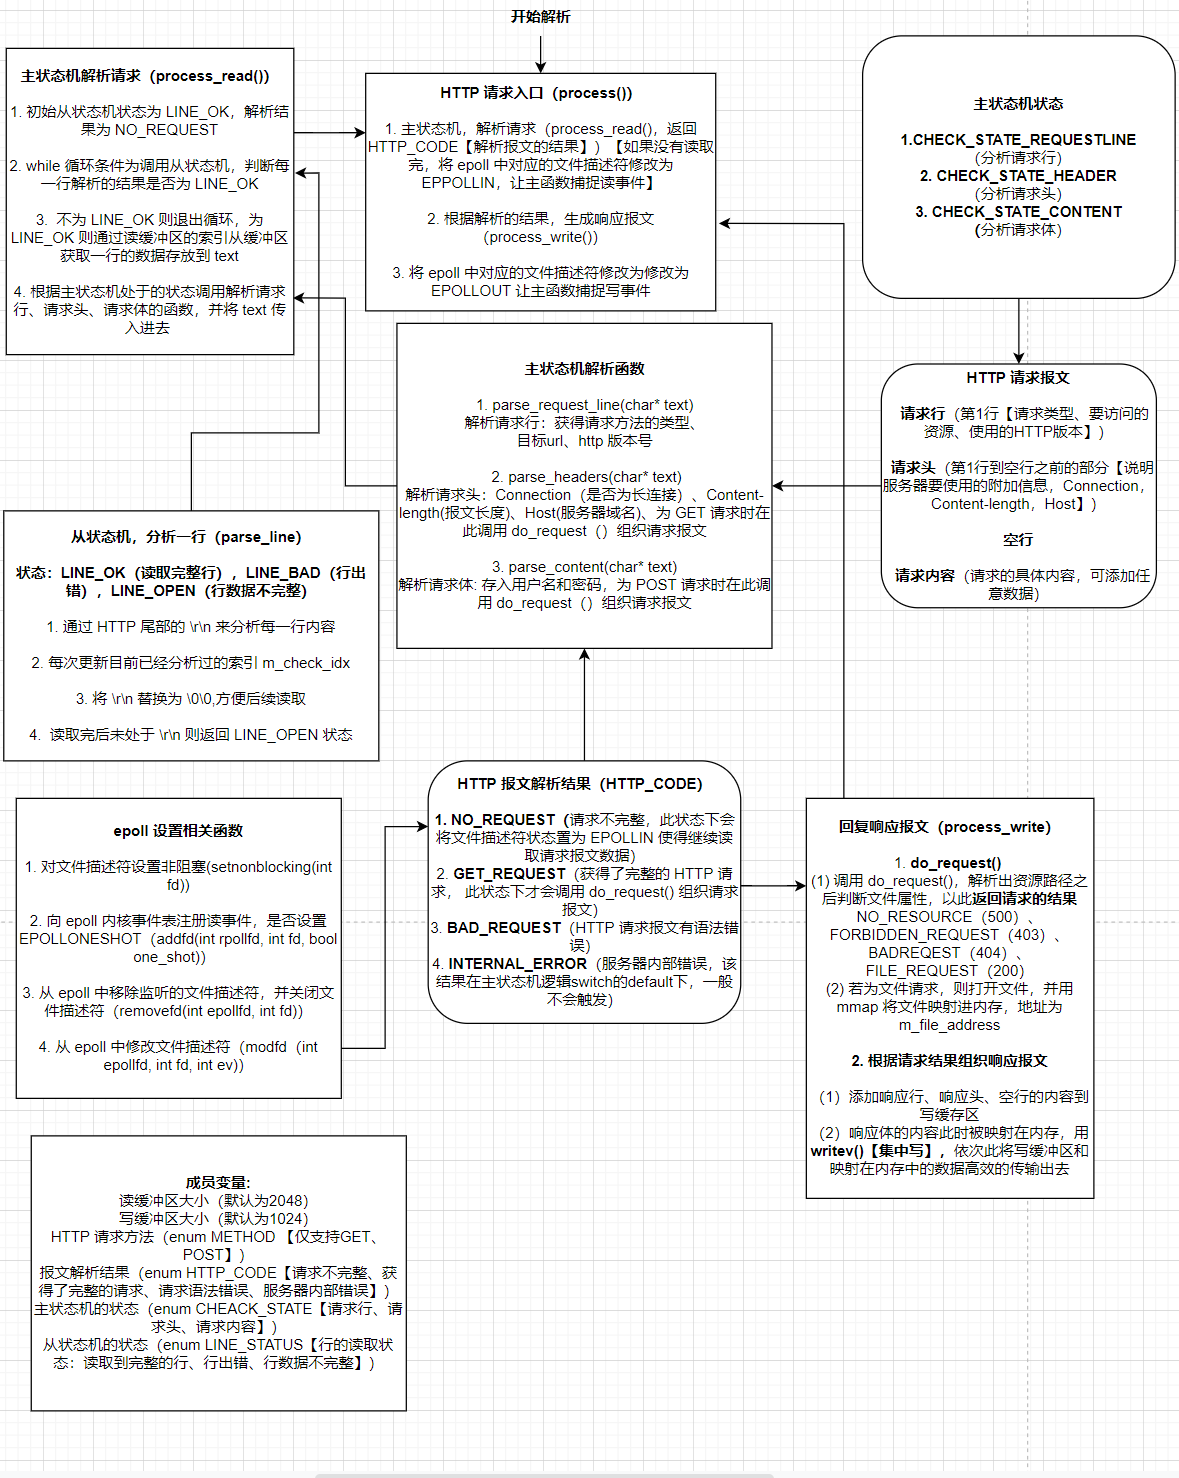 开始解析
主状态机解析请求（process_read()）
1. 初始从状态机状态为 LINE_OK，解析结
果为 NO_REQUEST
2. while 循环条件为调用从状态机，判断每
一行解析的结果是否为 LINE_OK
3. 不为 LINE_OK 则退出循环，为
LINE_OK 则通过读缓冲区的索引从缓冲区
获取一行的数据存放到 text
4. 根据主状态机处于的状态调用解析请求
行、请求头、请求体的函数，并将 text 传
入进去
HTTP 请求入口（process()）
1. 主状态机，解析请求（process_read()，返回
HTTP_CODE【解析报文的结果】）【如果没有读取
完，将 epoll 中对应的文件描述符修改为
EPPOLLIN，让主函数捕捉读事件】
2. 根据解析的结果，生成响应报文
(process_write())
3. 将 epoll 中对应的文件描述符修改为修改为
EPOLLOUT 让主函数捕捉写事件
主状态机状态
1.CHECK_STATE_REQUESTLINE
(分析请求行)
2. CHECK_STATE_HEADER
(分析请求头)
3. CHECK_STATE_CONTENT
(分析请求体)
HTTP 请求报文
请求行（第1行【请求类型、要访问的
资源、使用的HTTP版本】)
请求头（第1行到空行之前的部分【说明
服务器要使用的附加信息，Connection，
Content-length，Host】)
空行
请求内容（请求的具体内容，可添加任
意数据)
主状态机解析函数
1. parse_request_line(char* text)
解析请求行：获得请求方法的类型、
目标url、http 版本号
2. parse_headers(char* text)
解析请求头：Connection（是否为长连接）、Content-
length(报文长度)、Host(服务器域名)、为 GET 请求时在
此调用 do_request（）组织请求报文
3. parse_content(char* text)
解析请求体: 存入用户名和密码，为 POST 请求时在此调
用 do_request（）组织请求报文
从状态机，分析一行（parse_line)
状态：LINE_OK（读取完整行），LINE_BAD（行出
错），LINE_OPEN（行数据不完整)
1. 通过 HTTP 尾部的 \r\n 来分析每一行内容
2. 每次更新目前已经分析过的索引 m_check_idx
3. 将 \r\n 替换为 \0\0,方便后续读取
4. 读取完后未处于 \r\n 则返回 LINE_OPEN 状态
HTTP 报文解析结果（HTTP_CODE)
1. NO_REQUEST（请求不完整，此状态下会
将文件描述符状态置为 EPOLLIN 使得继续读
取请求报文数据)
2. GET_REQUEST（获得了完整的 HTTP 请
求， 此状态下才会调用 do_request() 组织请求
报文)
3. BAD_REQUEST（HTTP 请求报文有语法错
误)
4. INTERNAL_ERROR（服务器内部错误，该
结果在主状态机逻辑switch的default下，一般
不会触发)
epoll 设置相关函数
1. 对文件描述符设置非阻塞(setnonblocking(int
fd))
2. 向 epoll 内核事件表注册读事件，是否设置
EPOLLONESHOT（addfd(int rpollfd, int fd, bool
one_shot))
3. 从 epoll 中移除监听的文件描述符，并关闭文
件描述符（removefd(int epollfd, int fd))
4. 从 epoll 中修改文件描述符（modfd（int
epollfd, int fd, int ev))
回复响应报文（process_write)
1. do_request()
(1) 调用 do_request()，解析出资源路径之
后判断文件属性，以此返回请求的结果
NO_RESOURCE（500）、
FORBIDDEN_REQUEST（403）、
BADREQEST（404）、
FILE_REQUEST（200）
(2) 若为文件请求，则打开文件，并用
mmap 将文件映射进内存，地址为
m_file_address
2. 根据请求结果组织响应报文
（1）添加响应行、响应头、空行的内容到
写缓存区
（2）响应体的内容此时被映射在内存，用
writev()【集中写】，依次此将写缓冲区和
映射在内存中的数据高效的传输出去
成员变量:
读缓冲区大小（默认为2048)
写缓冲区大小（默认为1024)
HTTP 请求方法（enum METHOD 【仅支持GET、
POST】)
报文解析结果（enum HTTP_CODE【请求不完整、获
得了完整的请求、请求语法错误、服务器内部错误】)
主状态机的状态（enum CHEACK_STATE【请求行、请
求头、请求内容】)
从状态机的状态（enum LINE_STATUS【行的读取状
态：读取到完整的行、行出错、行数据不完整】)